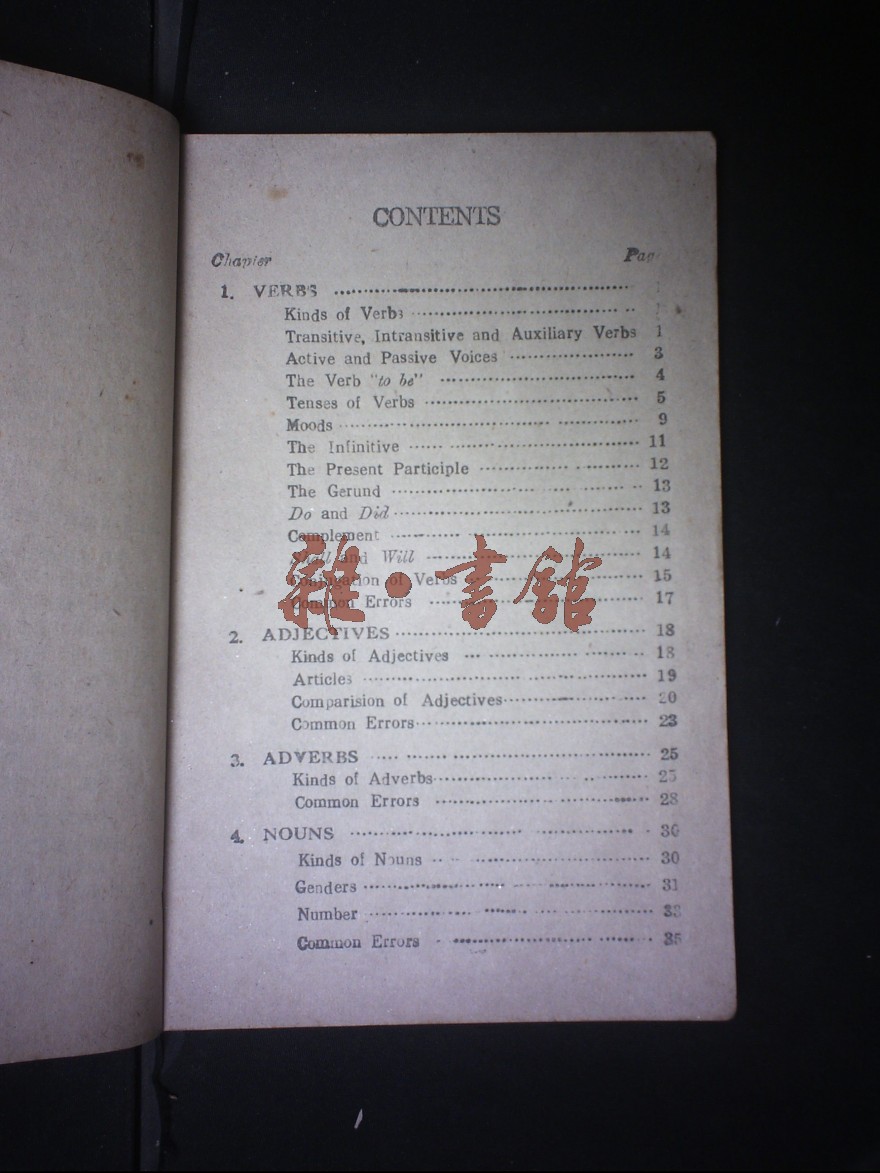 CONTENTS
Chapter Page
1. VERBS
Kinds of Verbs
Transitive, Intransitive and Auxiliary Verbs 1
Active and Passive Voices 3
The Verb "to be" 4
Tenses of Verbs 5
Moods 9
The Infinitive 11
The Present Participle 12
The Gerund 13
Do and Did 13
Complement 14
Shall and Will 14
Conjugation of Verbs 15
Common Errors 17
雜·書館
2. ADJECTIVES 18
Kinds of Adjectives 18
Articles 19
Comparision of Adjectives 20
Common Errors 23
3. ADVERBS 25
Kinds of Adverbs 25
Common Errors 28
4. NOUNS 30
Kinds of Nouns 30
Genders 31
Number 33
Common Errors 35